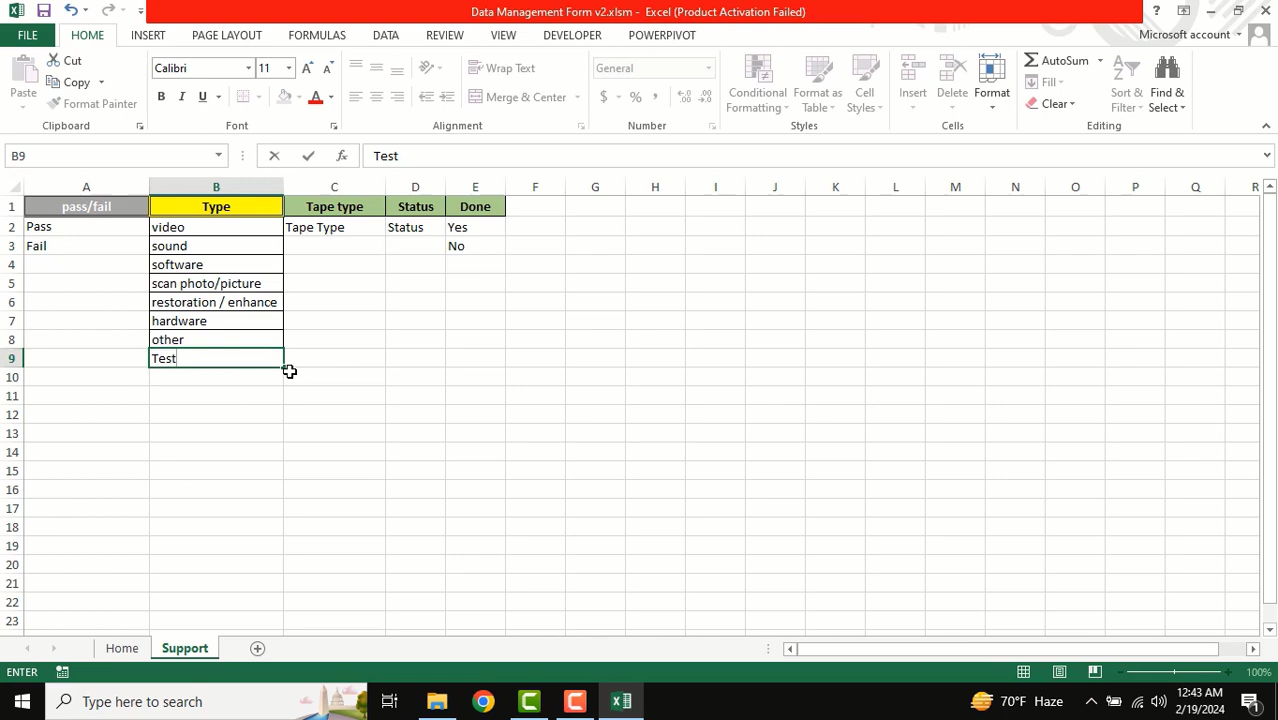 Data Management Form v2.xlsm - Excel (Product Activation Failed)
FILE HOME INSERT PAGE LAYOUT FORMULAS DATA REVIEW VIEW DEVELOPER POWERPIVOT Microsoft account
Paste Cut Copy Format Painter
Calibri 11
B I U A
Wrap Text
Merge & Center
General
$ % ,
Conditional Formatting
Format as Table
Cell Styles
Insert Delete Format
AutoSum
Fill
Clear
Sort & Filter
Find & Select
Clipboard Font Alignment Number Styles Cells Editing
B9 fx Test
A B C D E F G H I J K L M N O P Q R
1 pass/fail Type Tape type Status Done
2 Pass video Tape Type Status Yes
3 Fail sound No
4 software
5 scan photo/picture
6 restoration / enhance
7 hardware
8 other
9 Test
10
11
12
13
14
15
16
17
18
19
20
21
22
23
Home Support
ENTER 100%
Type here to search
70°F Haze
12:43 AM
2/19/2024
1